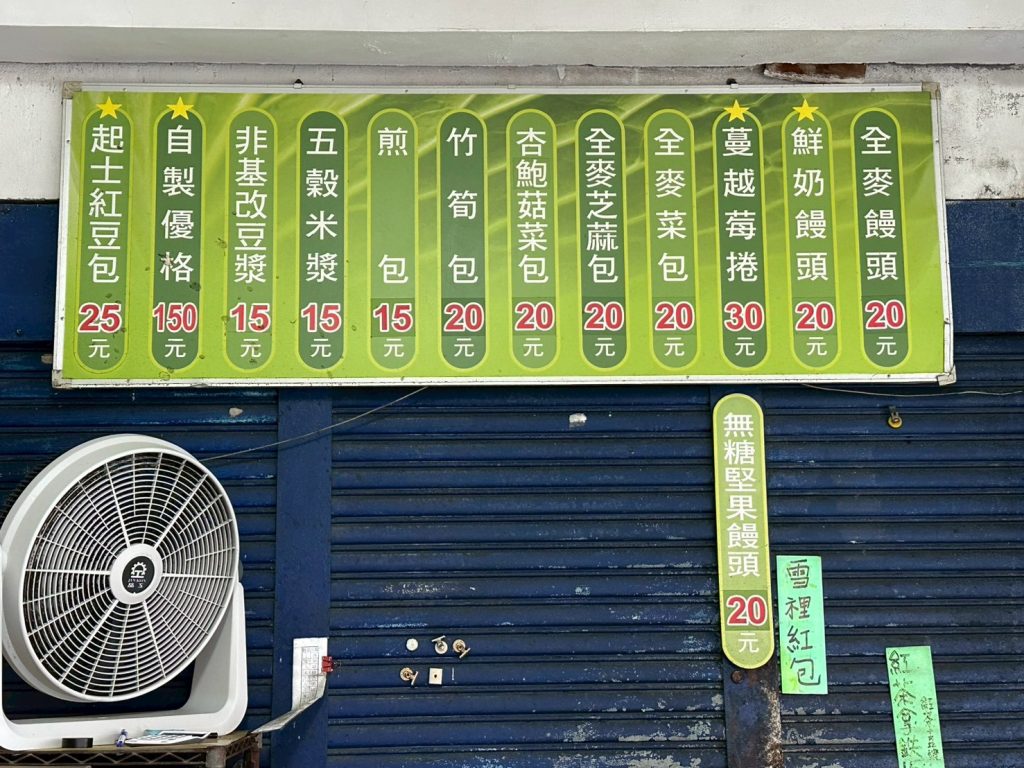 全麥饅頭 20元
鮮奶饅頭 20元
蔓越莓捲 30元
全麥菜包 20元
全麥芝蔴包 20元
杏鮑菇菜包 20元
竹筍包 20元
煎包 15元
五穀米漿 15元
非基改豆漿 15元
自製優格 150元
起士紅豆包 25元
無糖堅果饅頭 20元
雪裡紅包
紅茶拿鉄